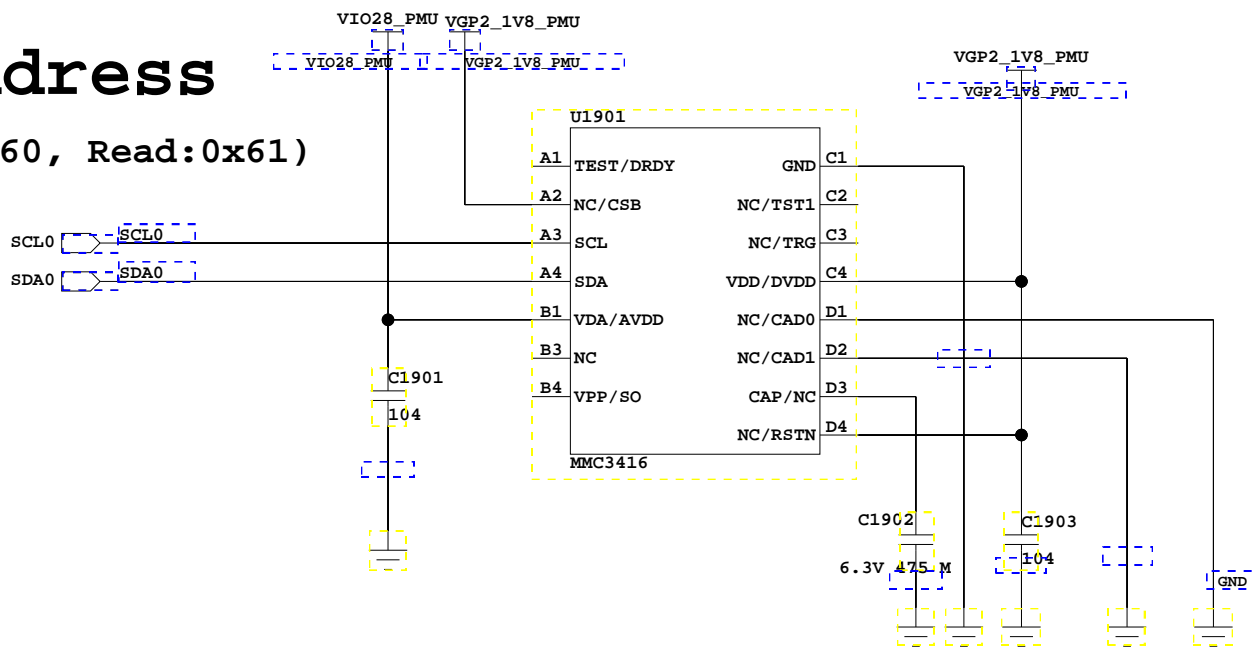 VIO28_PMU VGP2_1V8_PMU
VIO28_PMU VGP2_1V8_PMU
VGP2_1V8_PMU
VGP2_1V8_PMU
dress
60, Read:0x61)
U1901
A1 TEST/DRDY GND C1
A2 NC/CSB NC/TST1 C2
SCL0 SCL0 A3 SCL NC/TRG C3
SDA0 SDA0 A4 SDA VDD/DVDD C4
B1 VDA/AVDD NC/CAD0 D1
B3 NC NC/CAD1 D2
B4 VPP/SO CAP/NC D3
NC/RSTN D4
MMC3416
C1901
104
C1902
6.3V 475 M
C1903
104
GND